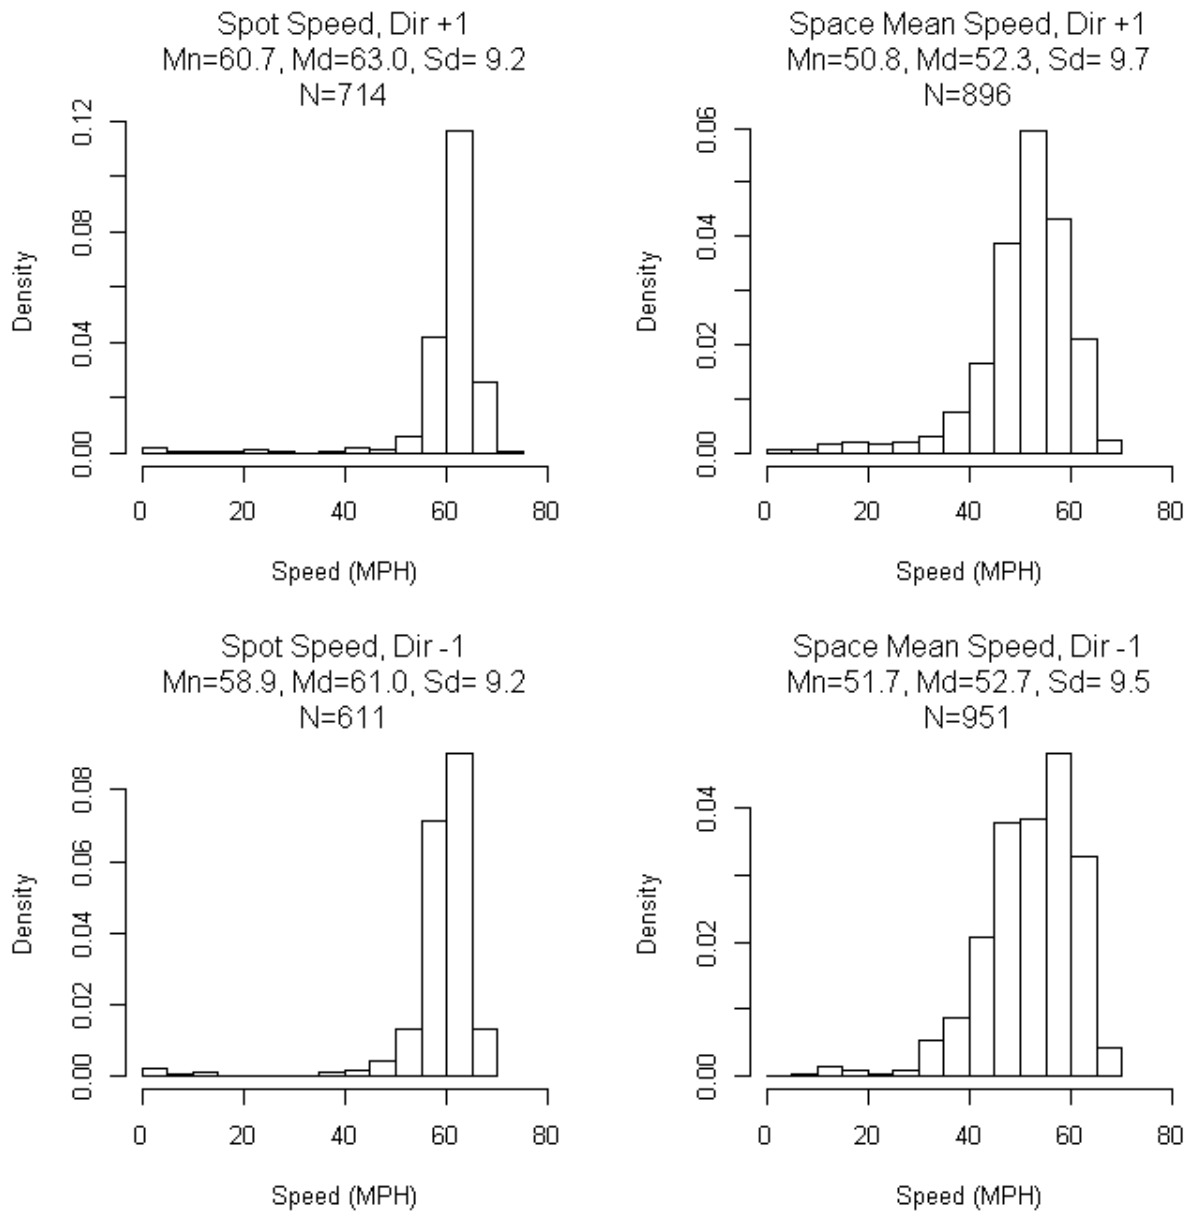 Spot Speed, Dir +1
Mn=60.7, Md=63.0, Sd= 9.2
N=714
0.12
0.08
0.04
0.00
Density
0 20 40 60 80
Speed (MPH)
Space Mean Speed, Dir +1
Mn=50.8, Md=52.3, Sd= 9.7
N=896
0.06
0.04
0.02
0.00
Density
0 20 40 60 80
Speed (MPH)
Spot Speed, Dir -1
Mn=58.9, Md=61.0, Sd= 9.2
N=611
0.08
0.06
0.04
0.02
0.00
Density
0 20 40 60 80
Speed (MPH)
Space Mean Speed, Dir -1
Mn=51.7, Md=52.7, Sd= 9.5
N=951
0.04
0.02
0.00
Density
0 20 40 60 80
Speed (MPH)